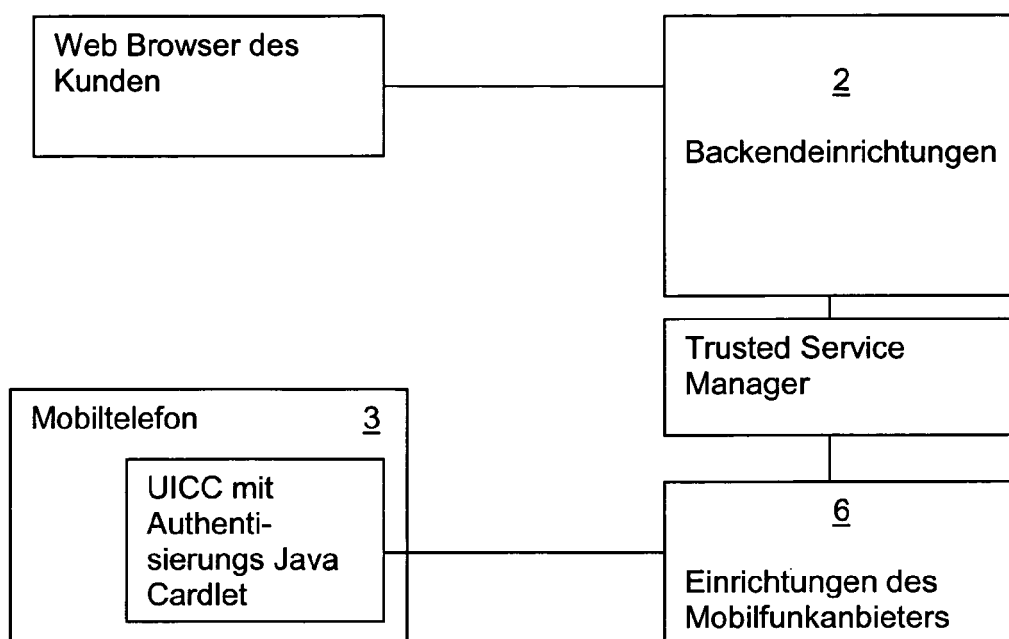 Web Browser des
Kunden
2
Backendeinrichtungen
Trusted Service
Manager
Mobiltelefon 3
UICC mit
Authenti-
sierungs Java
Cardlet
6
Einrichtungen des
Mobilfunkanbieters